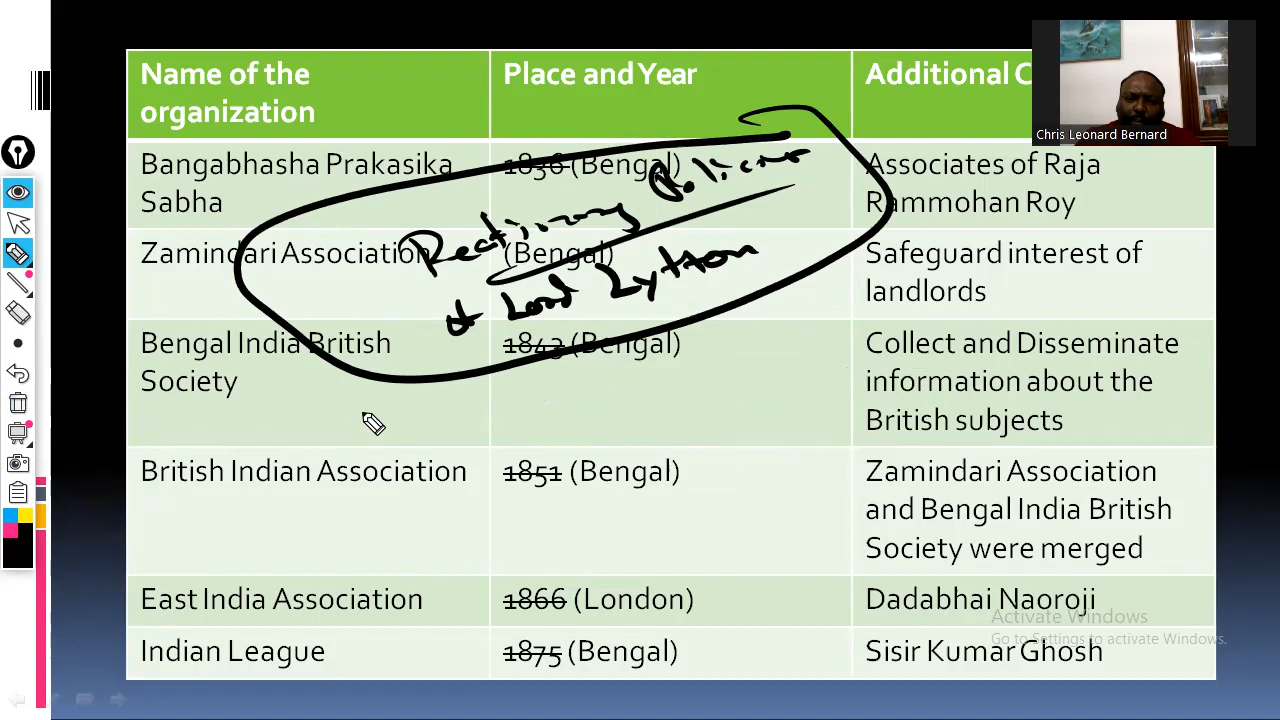 Name of the
organization
Place and Year
Additional C
Chris Leonard Bernard
Bangabhasha Prakasika
Sabha
1836 (Bengal)
Associates of Raja
Rammohan Roy
Reactionary Policies
of Lord Lytton
Zamindari Association
(Bengal)
Safeguard interest of
landlords
Bengal India British
Society
1843 (Bengal)
Collect and Disseminate
information about the
British subjects
British Indian Association
1851 (Bengal)
Zamindari Association
and Bengal India British
Society were merged
East India Association
1866 (London)
Dadabhai Naoroji
Indian League
1875 (Bengal)
Sisir Kumar Ghosh
Activate Windows
Go to Settings to activate Windows.